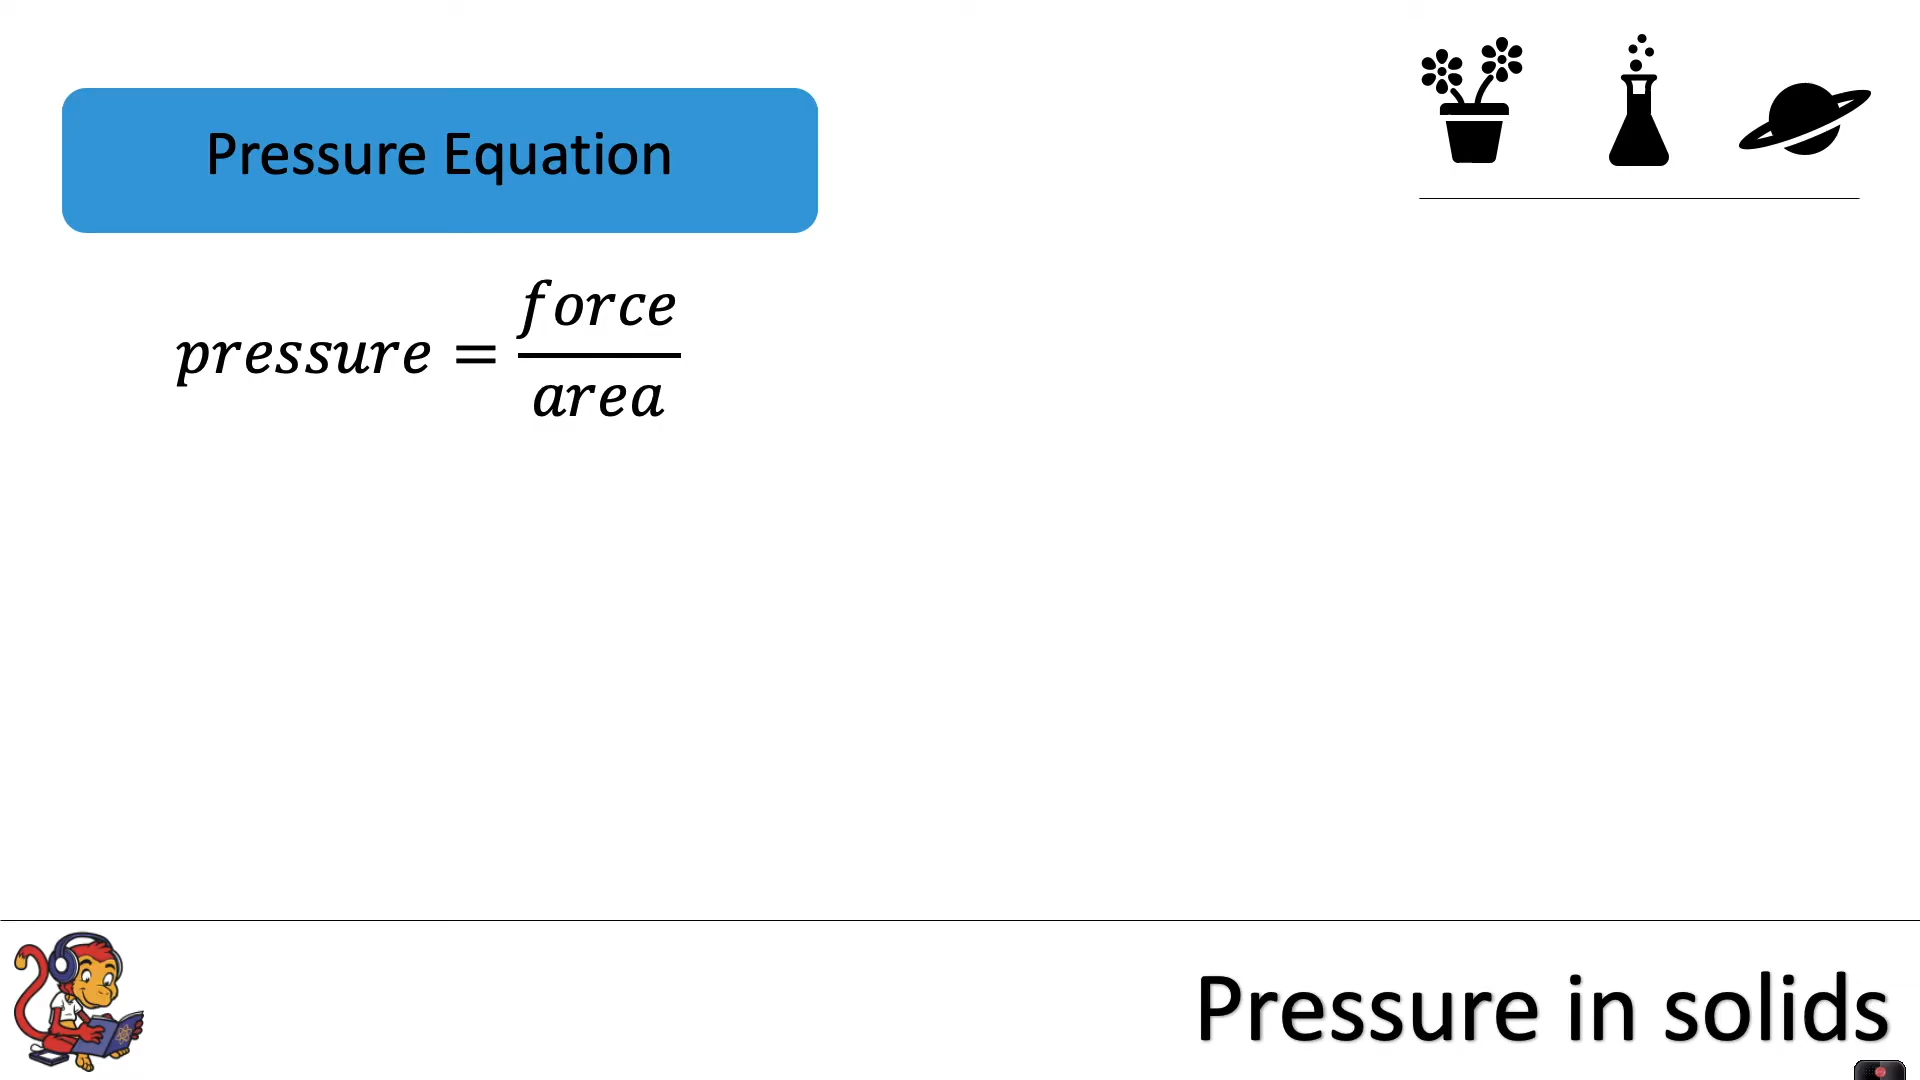 Pressure Equation
pressure = force / area
Pressure in solids